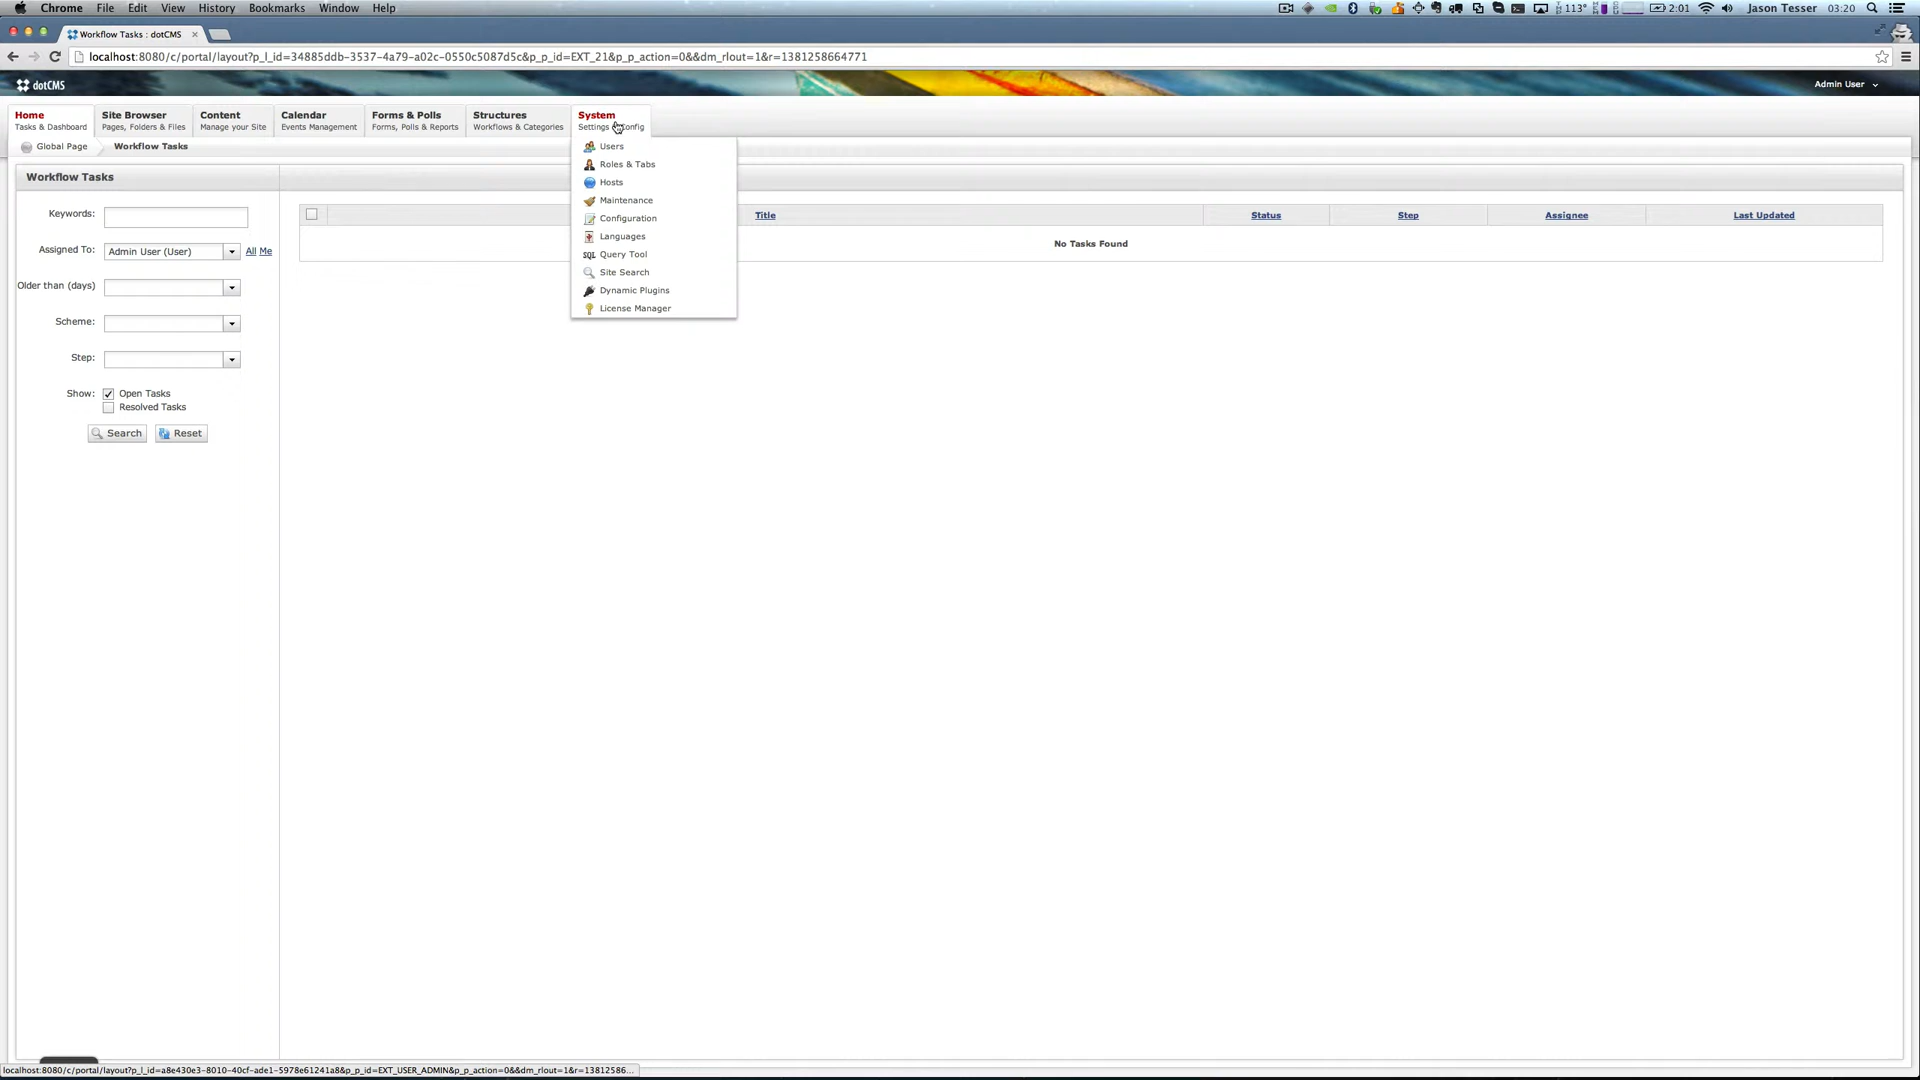 Chrome File Edit View History Bookmarks Window Help 113° 2:01 Jason Tesser 03:20
Workflow Tasks : dotCMS
localhost:8080/c/portal/layout?p_l_id=34885ddb-3537-4a79-a02c-0550c5087d5c&p_p_id=EXT_21&p_p_action=0&&dm_rlout=1&r=1381258664771
dotCMS Admin User
Home Site Browser Content Calendar Forms & Polls Structures System
Tasks & Dashboard Pages, Folders & Files Manage your Site Events Management Forms, Polls & Reports Workflows & Categories Settings Config
Global Page Workflow Tasks
Users
Roles & Tabs
Hosts
Maintenance
Configuration
Languages
SQL Query Tool
Site Search
Dynamic Plugins
License Manager
Workflow Tasks
Keywords:
Assigned To: Admin User (User) All Me
Older than (days)
Scheme:
Step:
Show: Open Tasks
Resolved Tasks
Search Reset
Title Status Step Assignee Last Updated
No Tasks Found
localhost:8080/c/portal/layout?p_l_id=a8e430e3-8010-40cf-ade1-5978e61241a8&p_p_id=EXT_USER_ADMIN&p_p_action=0&&dm_rlout=1&r=13812586...